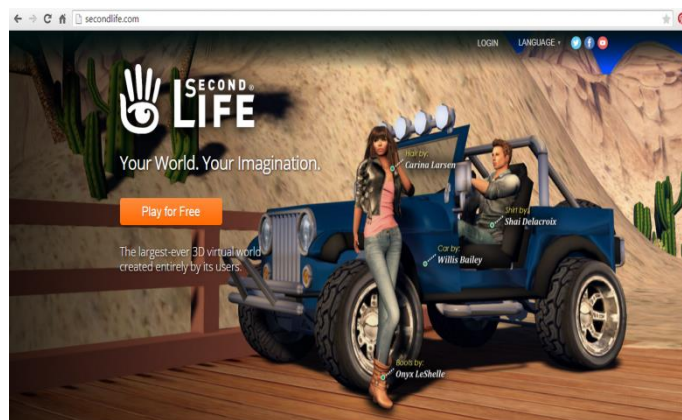 secondlife.com
LOGIN LANGUAGE
SECOND®
LIFE
Your World. Your Imagination.
Play for Free
The largest-ever 3D virtual world
created entirely by its users.
Hair by:
Carina Larsen
Shirt by:
Shai Delacroix
Car by:
Willis Bailey
Boots by:
Onyx LeShelle